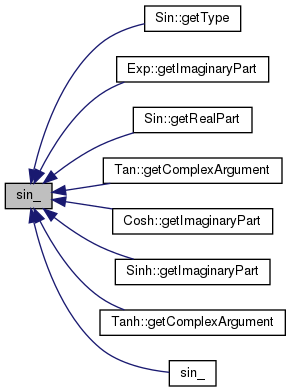 Sin::getType
Exp::getImaginaryPart
Sin::getRealPart
Tan::getComplexArgument
sin_
Cosh::getImaginaryPart
Sinh::getImaginaryPart
Tanh::getComplexArgument
sin_